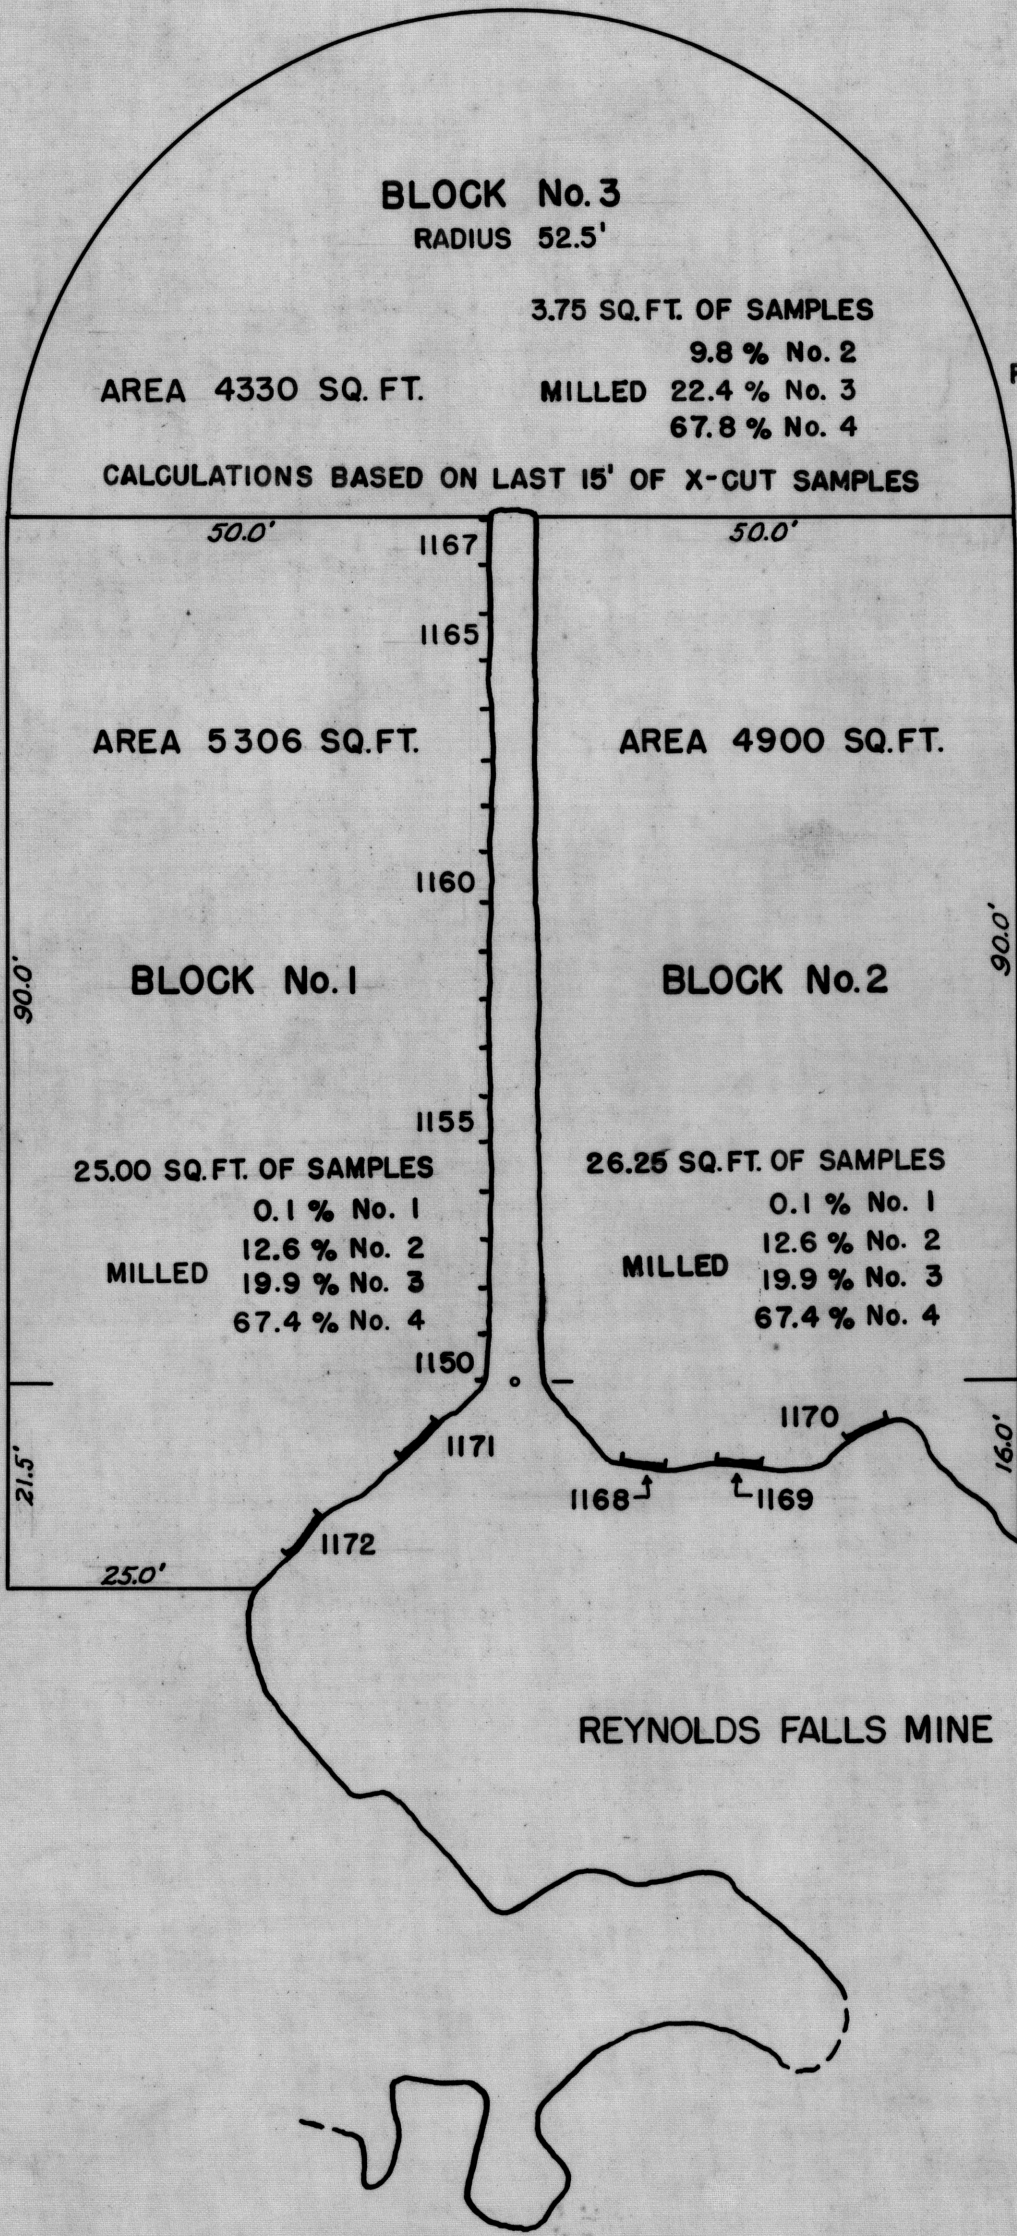 BLOCK No. 3
RADIUS 52.5'
3.75 SQ. FT. OF SAMPLES
9.8 % No. 2
AREA 4330 SQ. FT.
MILLED 22.4 % No. 3
67.8 % No. 4
CALCULATIONS BASED ON LAST 15' OF X-CUT SAMPLES
50.0'
50.0'
1167
1165
AREA 5306 SQ. FT.
AREA 4900 SQ. FT.
1160
90.0'
90.0'
BLOCK No. 1
BLOCK No. 2
1155
25.00 SQ. FT. OF SAMPLES
0.1 % No. 1
12.6 % No. 2
MILLED 19.9 % No. 3
67.4 % No. 4
26.25 SQ. FT. OF SAMPLES
0.1 % No. 1
12.6 % No. 2
MILLED 19.9 % No. 3
67.4 % No. 4
1150
1170
1171
21.5'
16.0'
1168
1169
1172
25.0'
REYNOLDS FALLS MINE